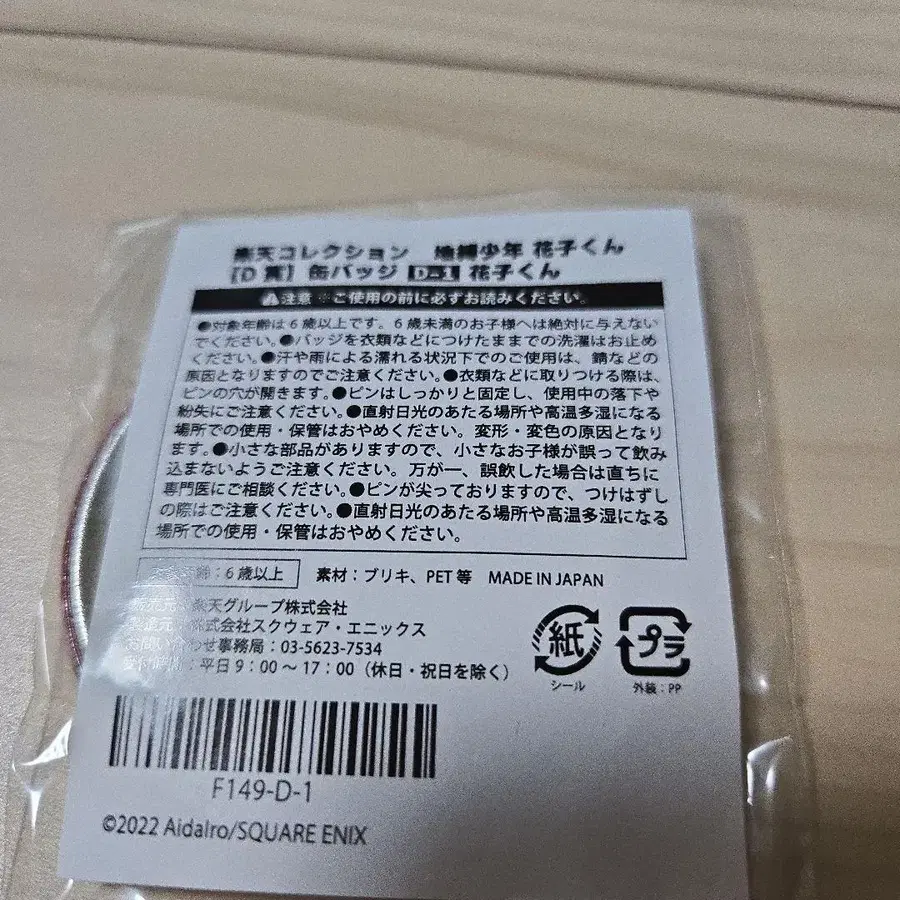 楽天コレクション 地縛少年 花子くん
【D賞】缶バッジ D-1 花子くん
注意 ※ご使用の前に必ずお読みください。
●対象年齢は6歳以上です。6歳未満のお子様へは絶対に与えない
でください。●バッジを衣類などにつけたままでの洗濯はお止め
ください。●汗や雨による濡れる状況下でのご使用は、錆などの
原因となりますのでご注意ください。●衣類などに取りつける際は、
ピンの穴が開きます。●ピンはしっかりと固定し、使用中の落下や
紛失にご注意ください。●直射日光のあたる場所や高温多湿になる
場所での使用・保管はおやめください。変形・変色の原因となり
ます。●小さな部品がありますので、小さなお子様が誤って飲み
込まないようご注意ください。万が一、誤飲した場合は直ちに
専門医にご相談ください。●ピンが尖っておりますので、つけはずし
の際はご注意ください。●直射日光のあたる場所や高温多湿になる
場所での使用・保管はおやめください。
齢：6歳以上 素材：ブリキ、PET等 MADE IN JAPAN
楽天グループ株式会社
株式会社スクウェア・エニックス
お問い合わせ事務局：03-5623-7534
平日9：00～17：00（休日・祝日を除く）
紙
シール
プラ
外装：PP
F149-D-1
©2022 AidaIro/SQUARE ENIX